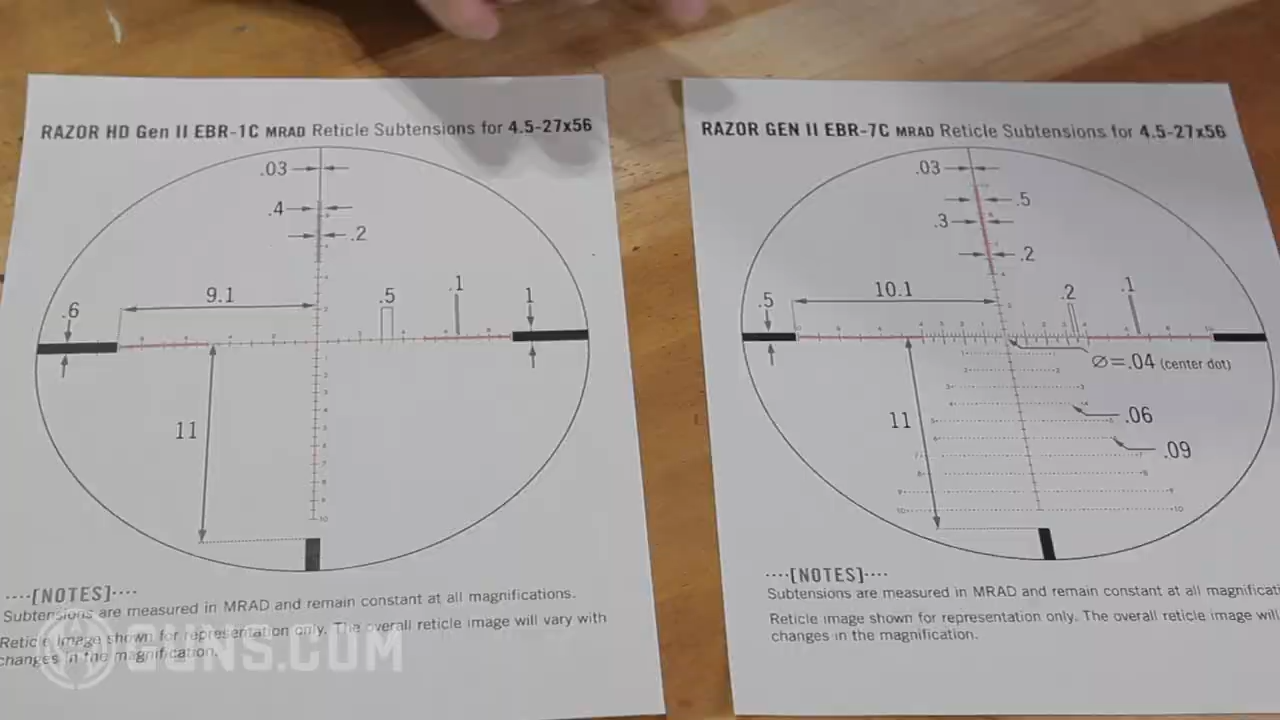 RAZOR HD Gen II EBR-1C MRAD Reticle Subtensions for 4.5-27x56
.03
.4
.2
9.1
.5
.1
1
.6
11
10
----[NOTES]----
Subtensions are measured in MRAD and remain constant at all magnifications.
Reticle Image shown for representation only. The overall reticle image will vary with
changes in the magnification.
RAZOR GEN II EBR-7C MRAD Reticle Subtensions for 4.5-27x56
.03
.5
.3
.2
10.1
.2
.1
.5
Ø=.04 (center dot)
11
.06
.09
10
10
----[NOTES]----
Subtensions are measured in MRAD and remain constant at all
Reticle image shown for representation only. The overall reticle image will
changes in the magnification.
GUNS.COM